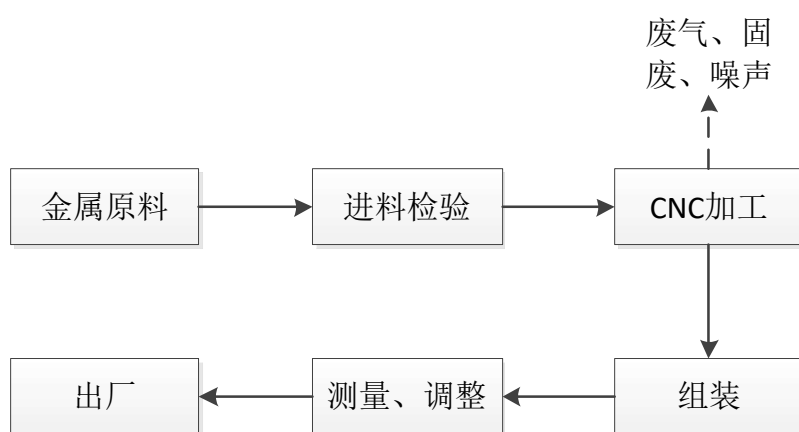 废气、固
废、噪声
金属原料
进料检验
CNC加工
组装
测量、调整
出厂